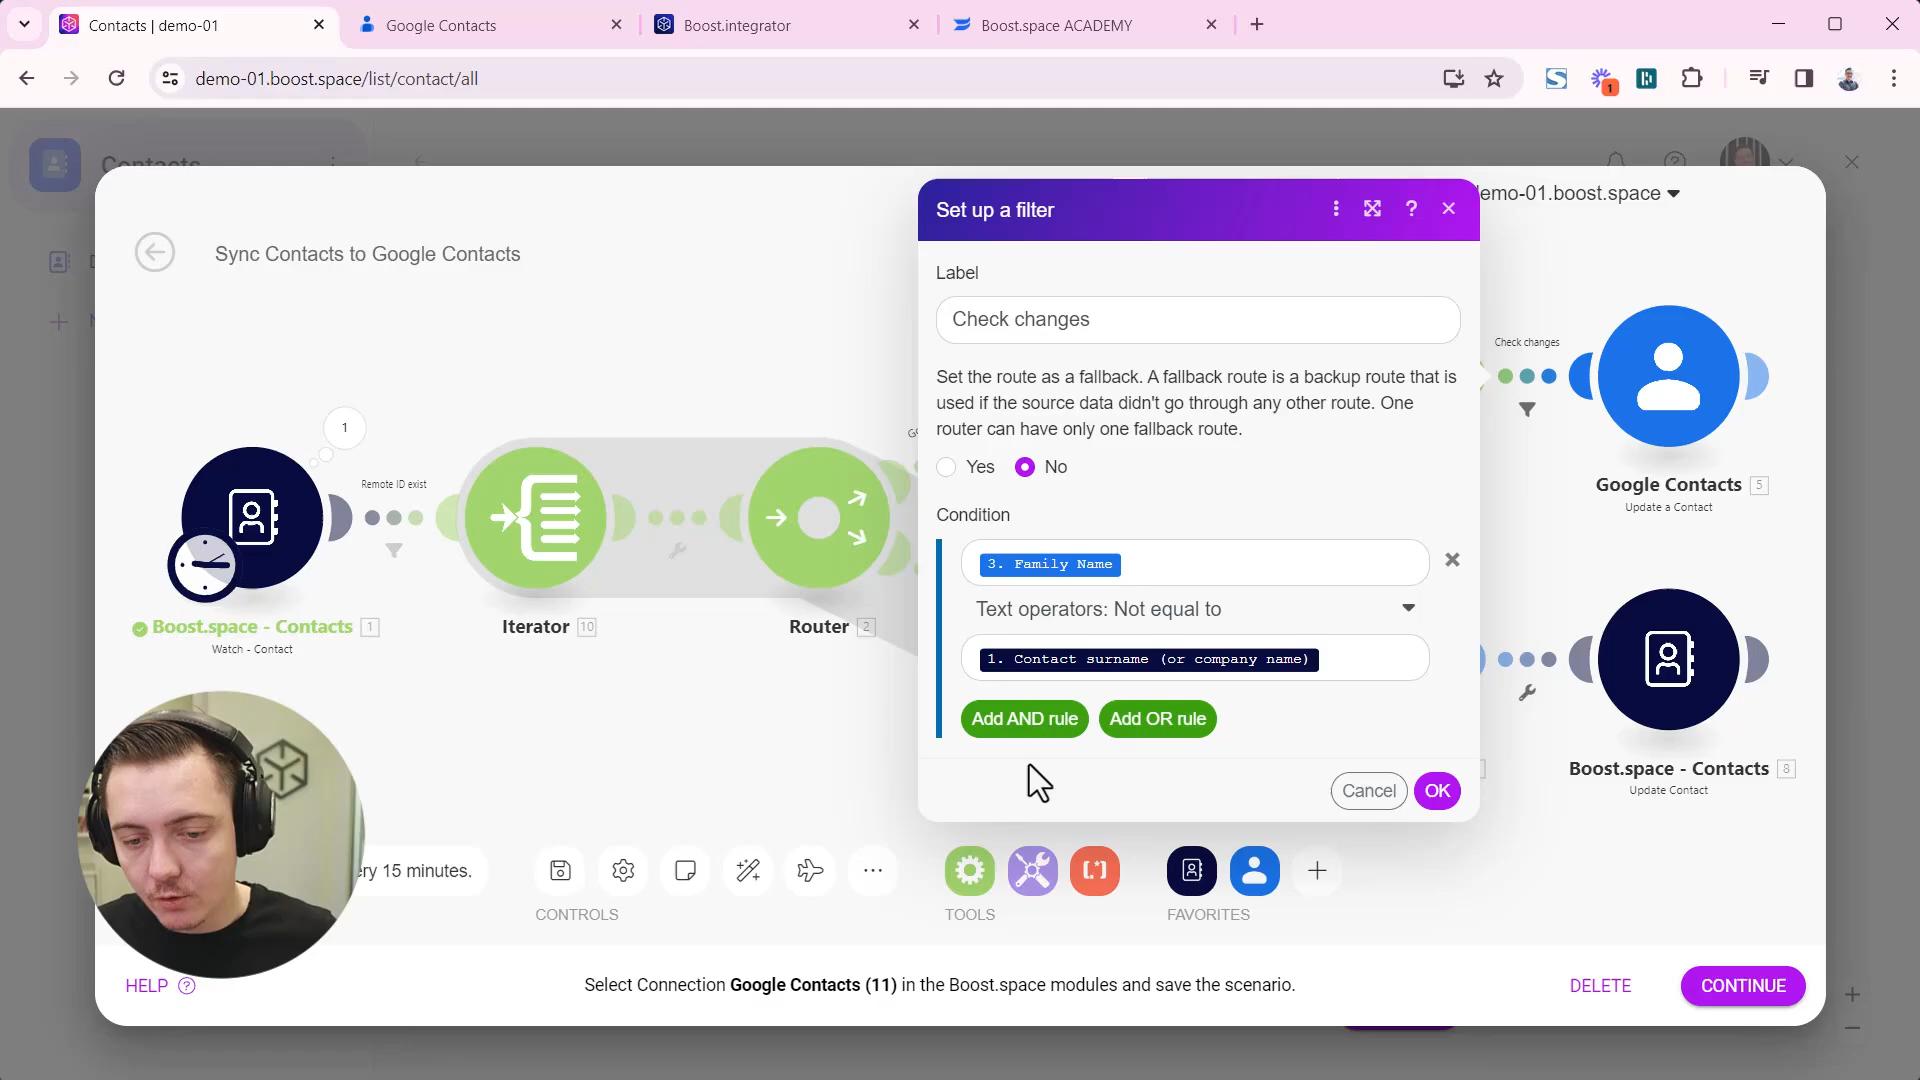 Contacts | demo-01
Google Contacts
Boost.integrator
Boost.space ACADEMY
demo-01.boost.space/list/contact/all
1
Contacts
demo-01.boost.space
Sync Contacts to Google Contacts
Set up a filter
?
Label
Check changes
Set the route as a fallback. A fallback route is a backup route that is
used if the source data didn't go through any other route. One
router can have only one fallback route.
Yes
No
Condition
3. Family Name
Text operators: Not equal to
1. Contact surname (or company name)
Add AND rule
Add OR rule
Cancel
OK
1
Remote ID exist
Boost.space - Contacts 1
Watch - Contact
Iterator 10
Router 2
Check changes
Google Contacts 5
Update a Contact
Boost.space - Contacts 8
Update Contact
ery 15 minutes.
CONTROLS
TOOLS
FAVORITES
HELP ?
Select Connection Google Contacts (11) in the Boost.space modules and save the scenario.
DELETE
CONTINUE